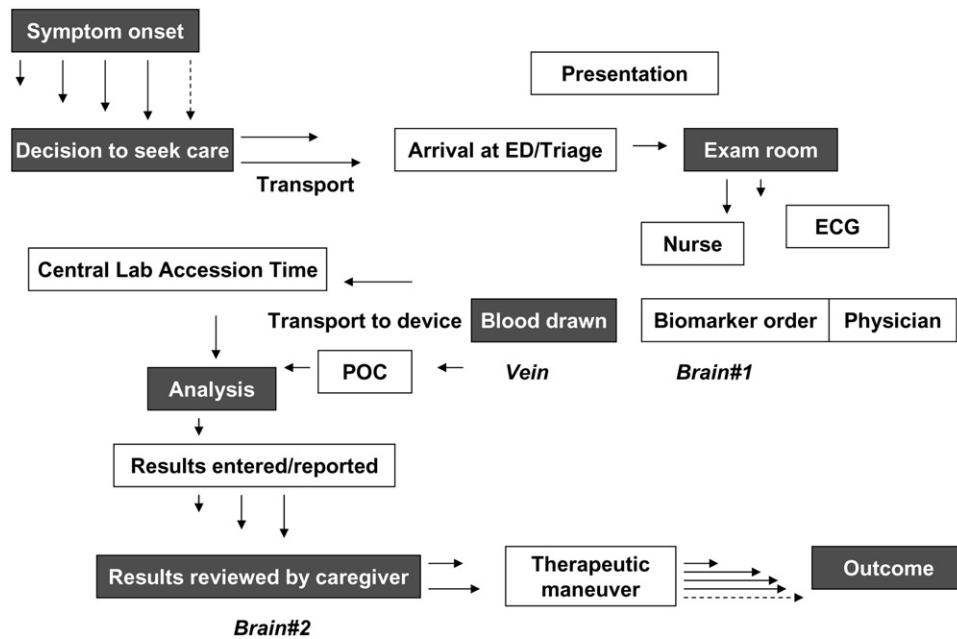 Symptom onset
Presentation
Decision to seek care
Transport
Arrival at ED/Triage
Exam room
Nurse
ECG
Central Lab Accession Time
Transport to device
Blood drawn
Biomarker order
Physician
Vein
Brain#1
POC
Analysis
Results entered/reported
Results reviewed by caregiver
Brain#2
Therapeutic
maneuver
Outcome